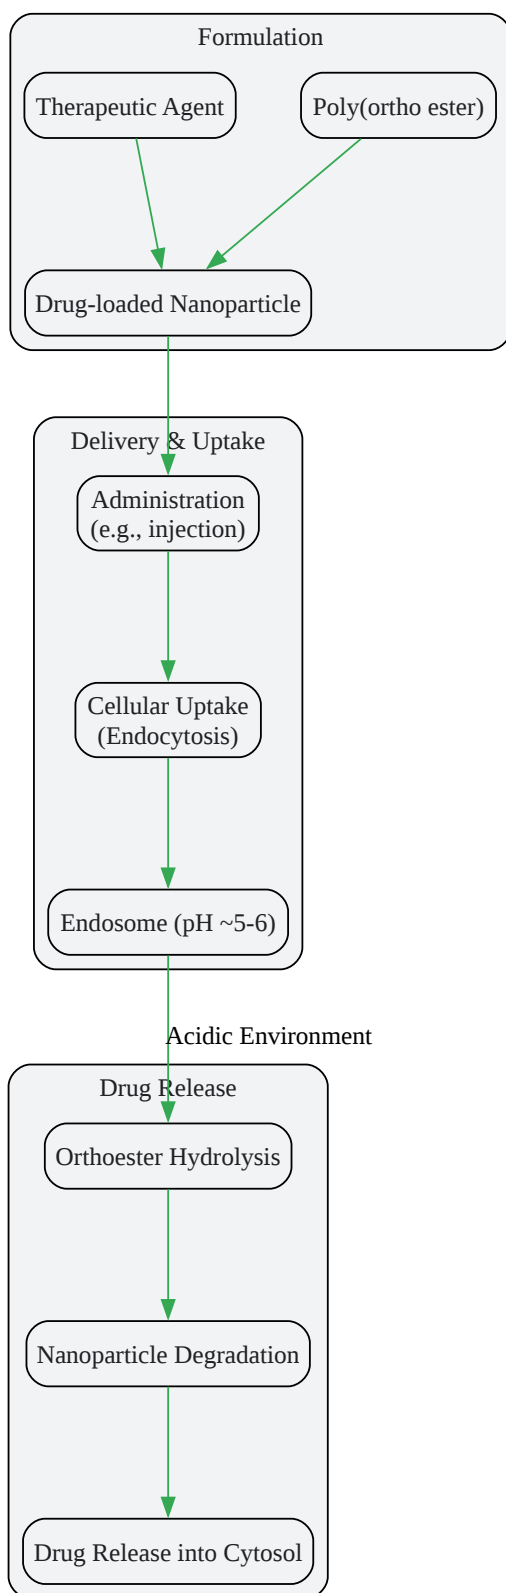 Formulation
Therapeutic Agent
Poly(ortho ester)
Drug-loaded Nanoparticle
Delivery & Uptake
Administration
(e.g., injection)
Cellular Uptake
(Endocytosis)
Endosome (pH ~5-6)
Acidic Environment
Drug Release
Orthoester Hydrolysis
Nanoparticle Degradation
Drug Release into Cytosol